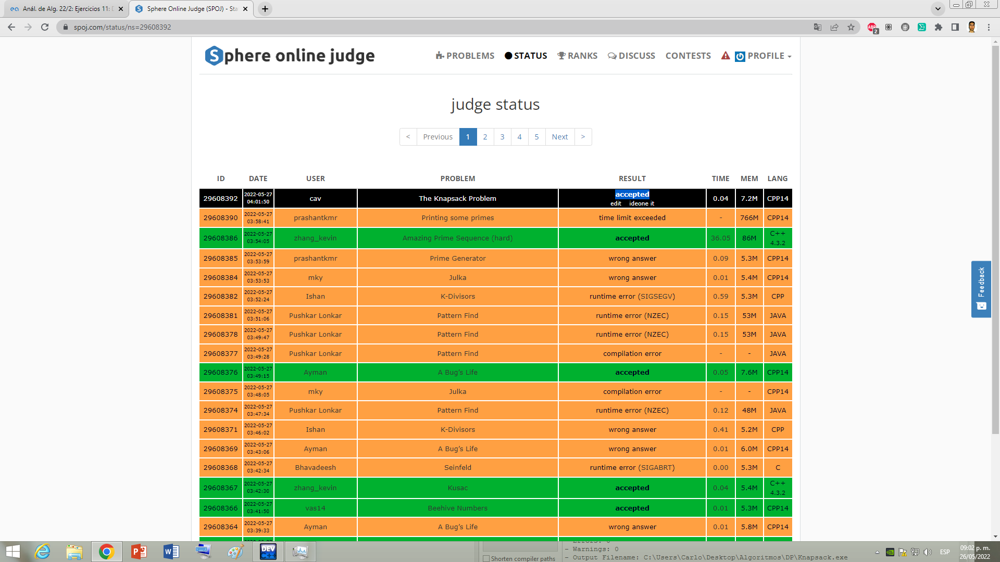 Anál. de Alg. 22/2: Ejercicios 11:
Sphere Online Judge (SPOJ) - Sta
spoj.com/status/ns=29608392
ABP 2
Sphere online judge
PROBLEMS STATUS RANKS DISCUSS CONTESTS PROFILE
judge status
< Previous 1 2 3 4 5 Next >
ID DATE USER PROBLEM RESULT TIME MEM LANG
29608392 2022-05-27 04:01:50 cav The Knapsack Problem accepted edit ideone it 0.04 7.2M CPP14
29608390 2022-05-27 03:58:41 prashantkmr Printing some primes time limit exceeded - 766M CPP14
29608386 2022-05-27 03:54:05 zhang_kevin Amazing Prime Sequence (hard) accepted 36.05 86M C++ 4.3.2
29608385 2022-05-27 03:53:59 prashantkmr Prime Generator wrong answer 0.09 5.3M CPP14
29608384 2022-05-27 03:53:53 mky Julka wrong answer 0.01 5.4M CPP14
29608382 2022-05-27 03:52:24 Ishan K-Divisors runtime error (SIGSEGV) 0.59 5.3M CPP
29608381 2022-05-27 03:51:06 Pushkar Lonkar Pattern Find runtime error (NZEC) 0.15 53M JAVA
29608378 2022-05-27 03:49:47 Pushkar Lonkar Pattern Find runtime error (NZEC) 0.15 53M JAVA
29608377 2022-05-27 03:49:28 Pushkar Lonkar Pattern Find compilation error - - JAVA
29608376 2022-05-27 03:49:15 Ayman A Bug's Life accepted 0.05 7.6M CPP14
29608375 2022-05-27 03:48:05 mky Julka compilation error - - CPP14
29608374 2022-05-27 03:47:34 Pushkar Lonkar Pattern Find runtime error (NZEC) 0.12 48M JAVA
29608371 2022-05-27 03:46:02 Ishan K-Divisors wrong answer 0.41 5.2M CPP
29608369 2022-05-27 03:43:06 Ayman A Bug's Life wrong answer 0.01 6.0M CPP14
29608368 2022-05-27 03:42:34 Bhavadeesh Seinfeld runtime error (SIGABRT) 0.00 5.3M C
29608367 2022-05-27 03:42:30 zhang_kevin Kusac accepted 0.04 5.4M C++ 4.3.2
29608366 2022-05-27 03:41:50 vas14 Beehive Numbers accepted 0.01 5.3M CPP14
29608364 2022-05-27 03:39:33 Ayman A Bug's Life wrong answer 0.01 5.8M CPP14
Feedback
DEV C++
- Errors: 0
- Warnings: 0
Shorten compiler paths
- Output Filename: C:\Users\Carlo\Desktop\Algoritmos\DP\Knapsack.exe
ESP
09:02 p. m.
26/05/2022